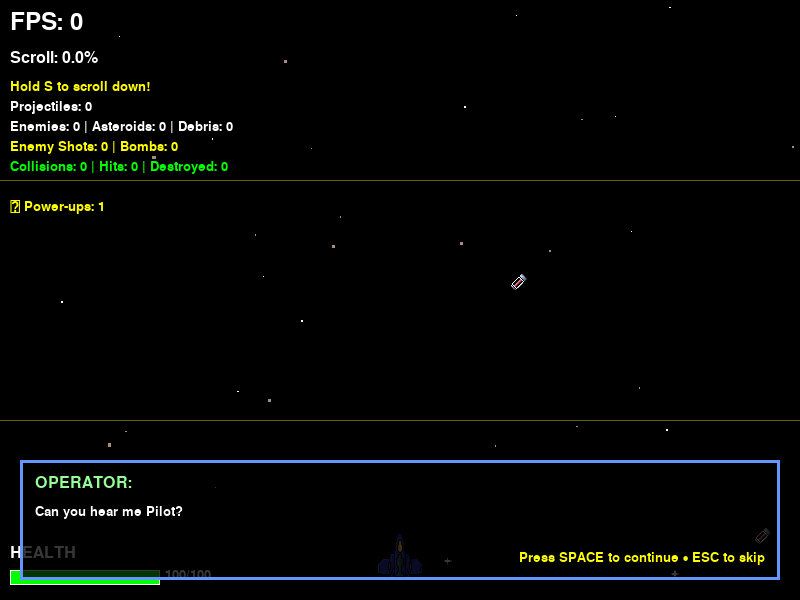 FPS: 0
Scroll: 0.0%
Hold S to scroll down!
Projectiles: 0
Enemies: 0 | Asteroids: 0 | Debris: 0
Enemy Shots: 0 | Bombs: 0
Collisions: 0 | Hits: 0 | Destroyed: 0
Power-ups: 1
OPERATOR:
Can you hear me Pilot?
HEALTH
Press SPACE to continue • ESC to skip
100/100